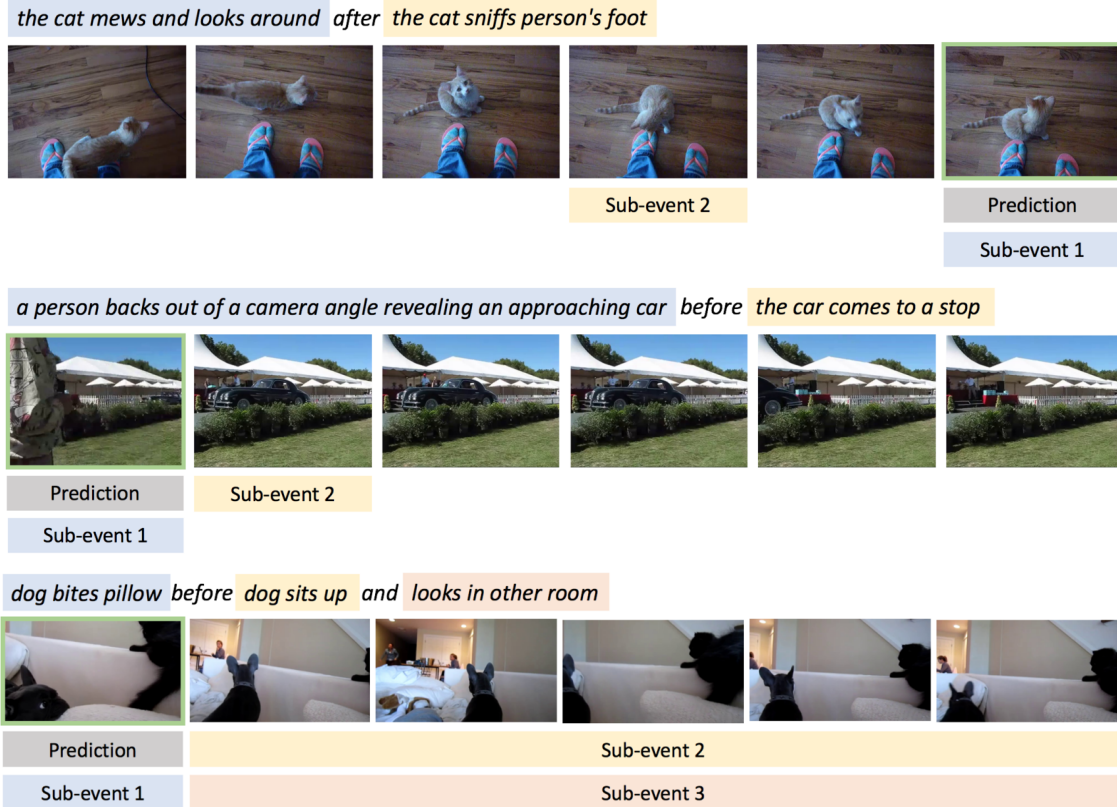 the cat mews and looks around after the cat sniffs person's foot
Sub-event 2
Prediction
Sub-event 1
a person backs out of a camera angle revealing an approaching car before the car comes to a stop
Prediction
Sub-event 2
Sub-event 1
dog bites pillow before dog sits up and looks in other room
Prediction
Sub-event 2
Sub-event 1
Sub-event 3